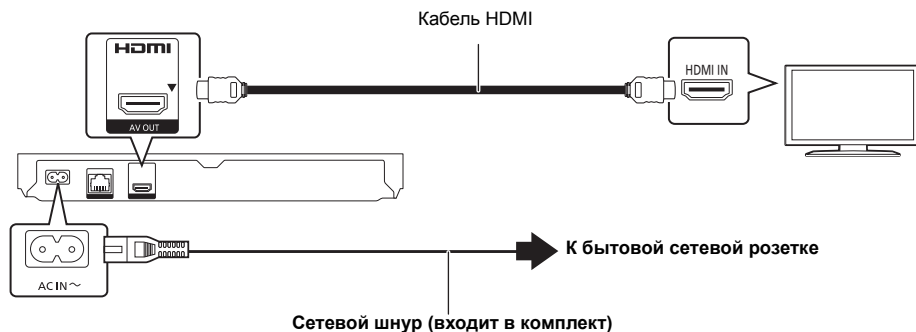 Кабель HDMI
HDMI
AV OUT
HDMI IN
AC IN ~
К бытовой сетевой розетке
Сетевой шнур (входит в комплект)